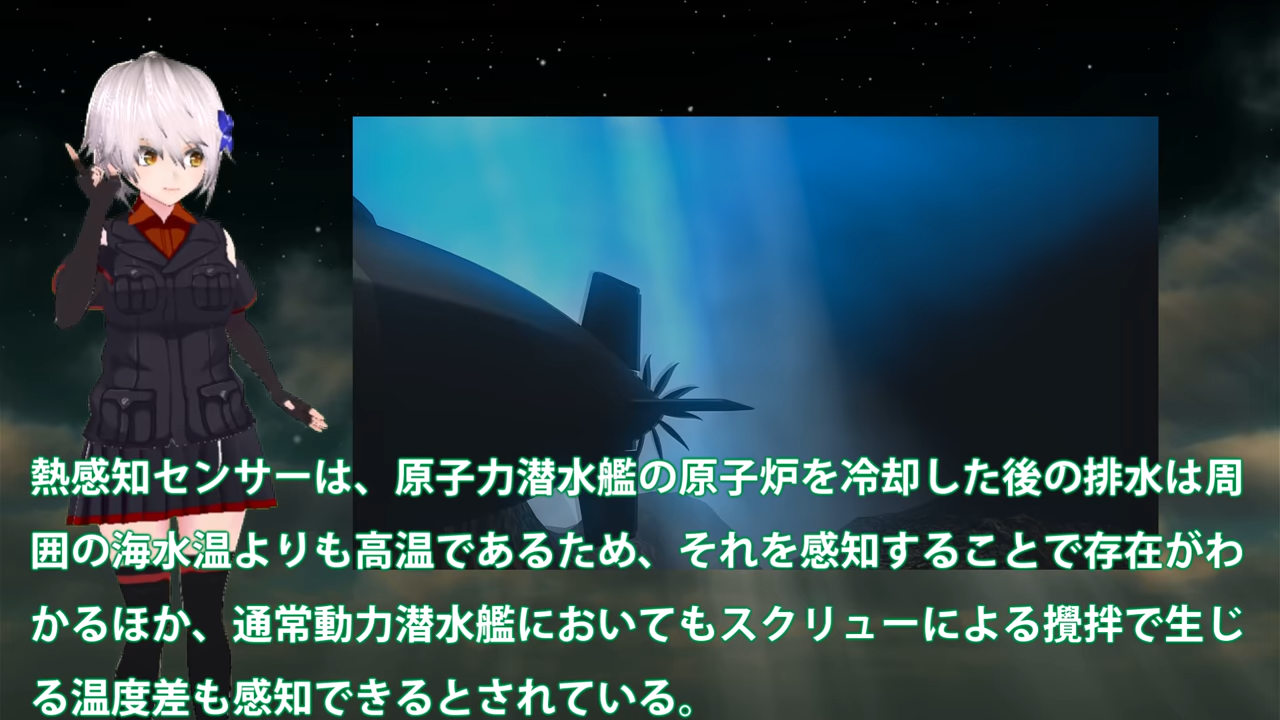 熱感知センサーは、原子力潜水艦の原子炉を冷却した後の排水は周
囲の海水温よりも高温であるため、それを感知することで存在がわ
かるほか、通常動力潜水艦においてもスクリューによる攪拌で生じ
る温度差も感知できるとされている。